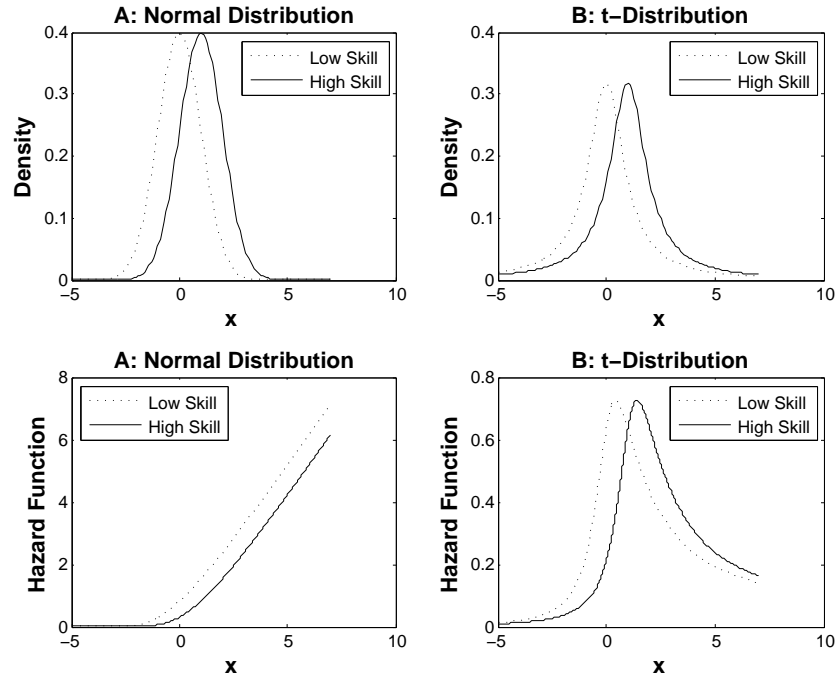 A: Normal Distribution
0.4
0.3
0.2
0.1
0
Density
Low Skill
High Skill
−5
0
5
10
x
B: t−Distribution
0.4
0.3
0.2
0.1
0
Density
Low Skill
High Skill
−5
0
5
10
x
A: Normal Distribution
8
6
4
2
0
Hazard Function
Low Skill
High Skill
−5
0
5
10
x
B: t−Distribution
0.8
0.6
0.4
0.2
0
Hazard Function
Low Skill
High Skill
−5
0
5
10
x